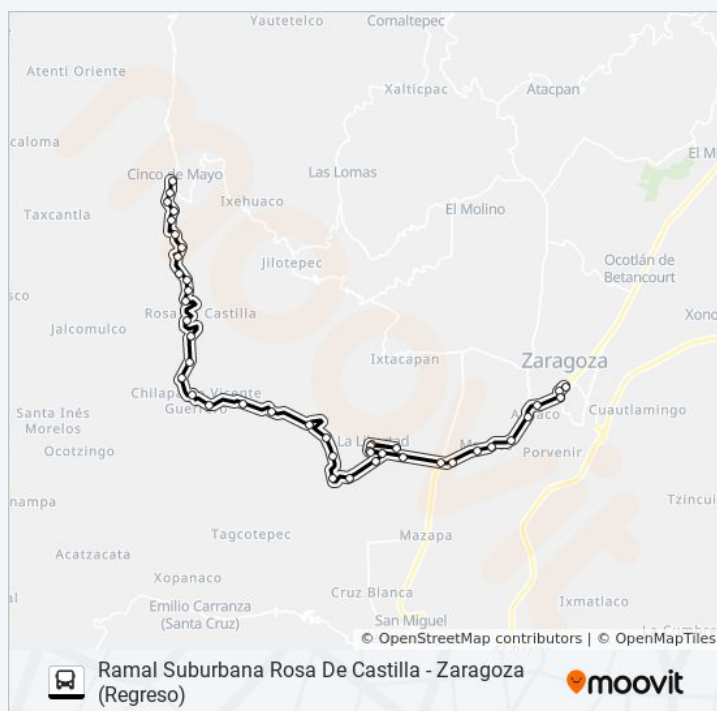 Yautetelco
Comaltepec
Atenti Oriente
Xalticpac
Atacpan
caloma
El M
Cinco de Mayo
Las Lomas
Ixehuaco
Taxcantla
El Molino
Ocotlán de
Betancourt
Jilotepec
sco
Xono
Rosa Castilla
Jalcomulco
Ixtacapan
Zaragoza
Chilapa de Vicente
Guerrero
Santa Inés
Morelos
Cuautlamingo
La Libertad
Ocotzingo
Porvenir
Tzincui
nampa
Tagcotepec
Mazapa
Acatzacata
Xopanaco
Cruz Blanca
Ixmatlaco
Emilio Carranza
(Santa Cruz)
al
San Miguel
moovit
© OpenStreetMap contributors | © OpenMapTiles
Ramal Suburbana Rosa De Castilla - Zaragoza
(Regreso)
moovit